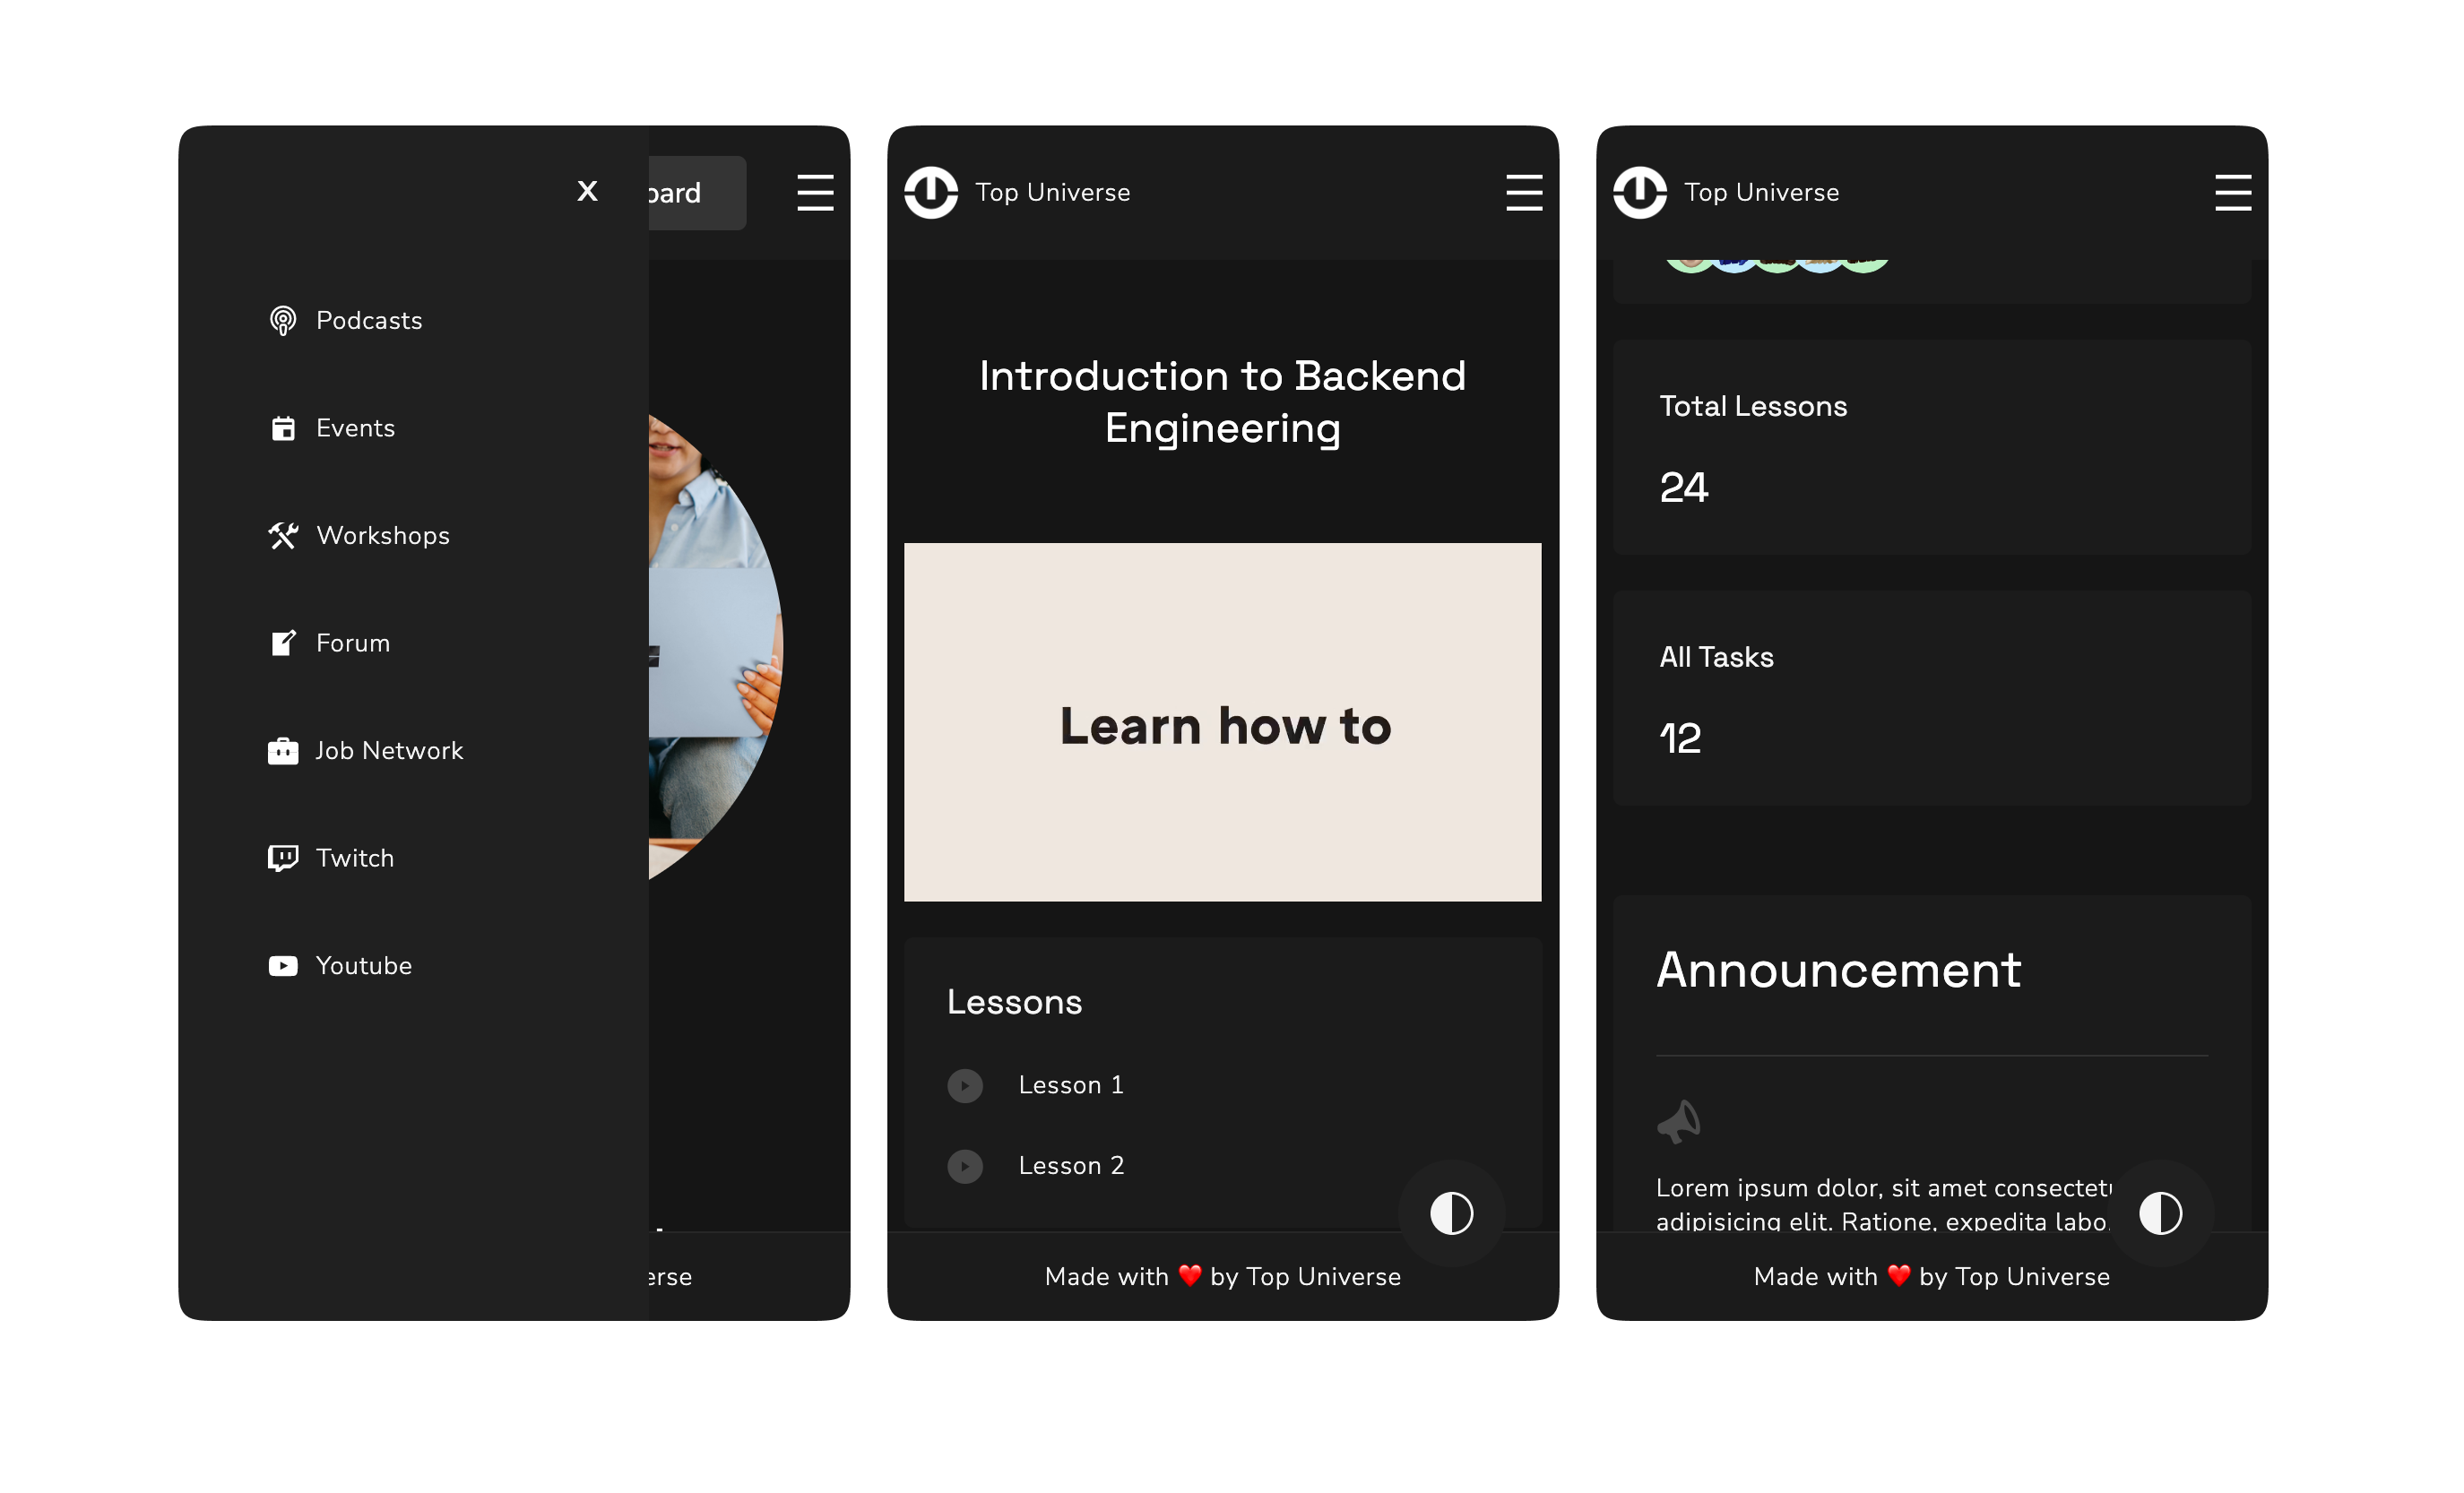 X
oard
Podcasts
Events
Workshops
Forum
Job Network
Twitch
Youtube
erse
Top Universe
Introduction to Backend
Engineering
Learn how to
Lessons
Lesson 1
Lesson 2
Made with ❤️ by Top Universe
Top Universe
Total Lessons
24
All Tasks
12
Announcement
Lorem ipsum dolor, sit amet consectetu
adipisicing elit. Ratione, expedita labo
Made with ❤️ by Top Universe